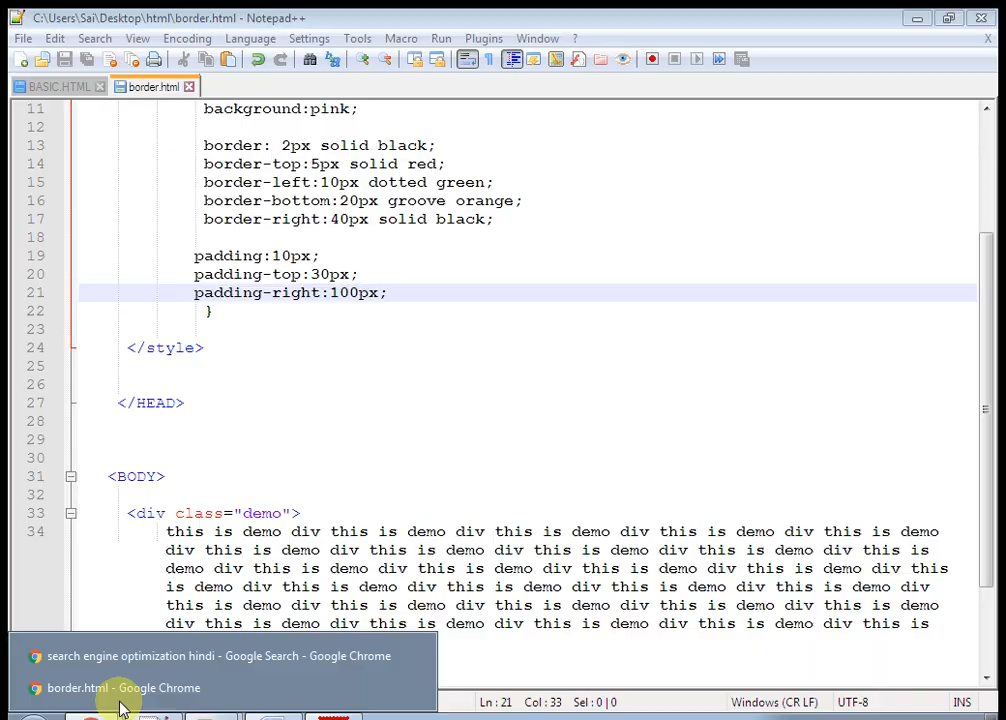 C:\Users\Sai\Desktop\html\border.html - Notepad++
File Edit Search View Encoding Language Settings Tools Macro Run Plugins Window ? X
BASIC.HTML border.html
11 background:pink;
12
13 border: 2px solid black;
14 border-top:5px solid red;
15 border-left:10px dotted green;
16 border-bottom:20px groove orange;
17 border-right:40px solid black;
18
19 padding:10px;
20 padding-top:30px;
21 padding-right:100px;
22 }
23
24 </style>
25
26
27 </HEAD>
28
29
30
31 <BODY>
32
33 <div class="demo">
34 this is demo div this is demo div this is demo div this is demo
div this is demo div this is demo div this is demo div this is
demo div this is demo div this is demo div this is demo div this
is demo div this is demo div this is demo div this is demo div
this is demo div this is demo div this is demo div this is demo
div this is demo div this is demo div this is demo div this is
search engine optimization hindi - Google Search - Google Chrome
border.html - Google Chrome
Ln : 21 Col : 33 Sel : 0 | 0 Windows (CR LF) UTF-8 INS